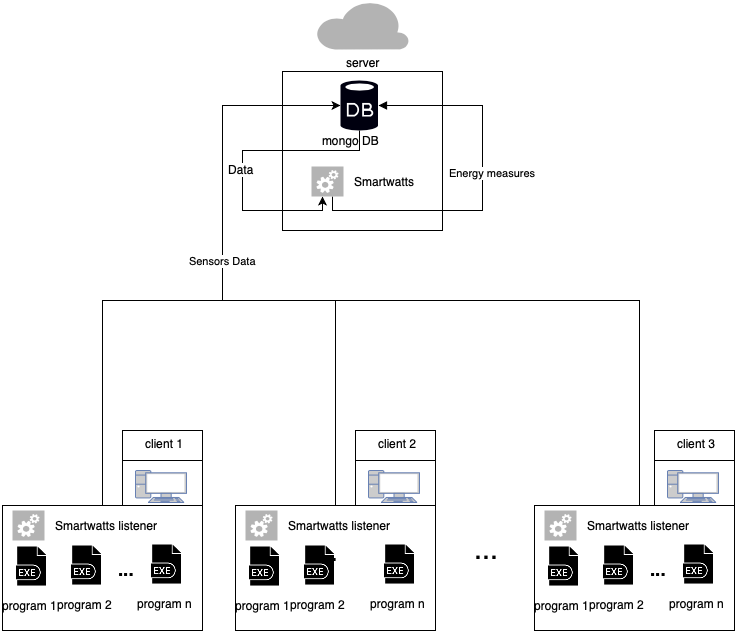 server
DB
mongo DB
Data
Smartwatts
Energy measures
Sensors Data
client 1
client 2
client 3
Smartwatts listener
EXE
EXE
...
EXE
program 1
program 2
program n
Smartwatts listener
EXE
EXE
EXE
program 1
program 2
program n
...
Smartwatts listener
EXE
EXE
...
EXE
program 1
program 2
program n